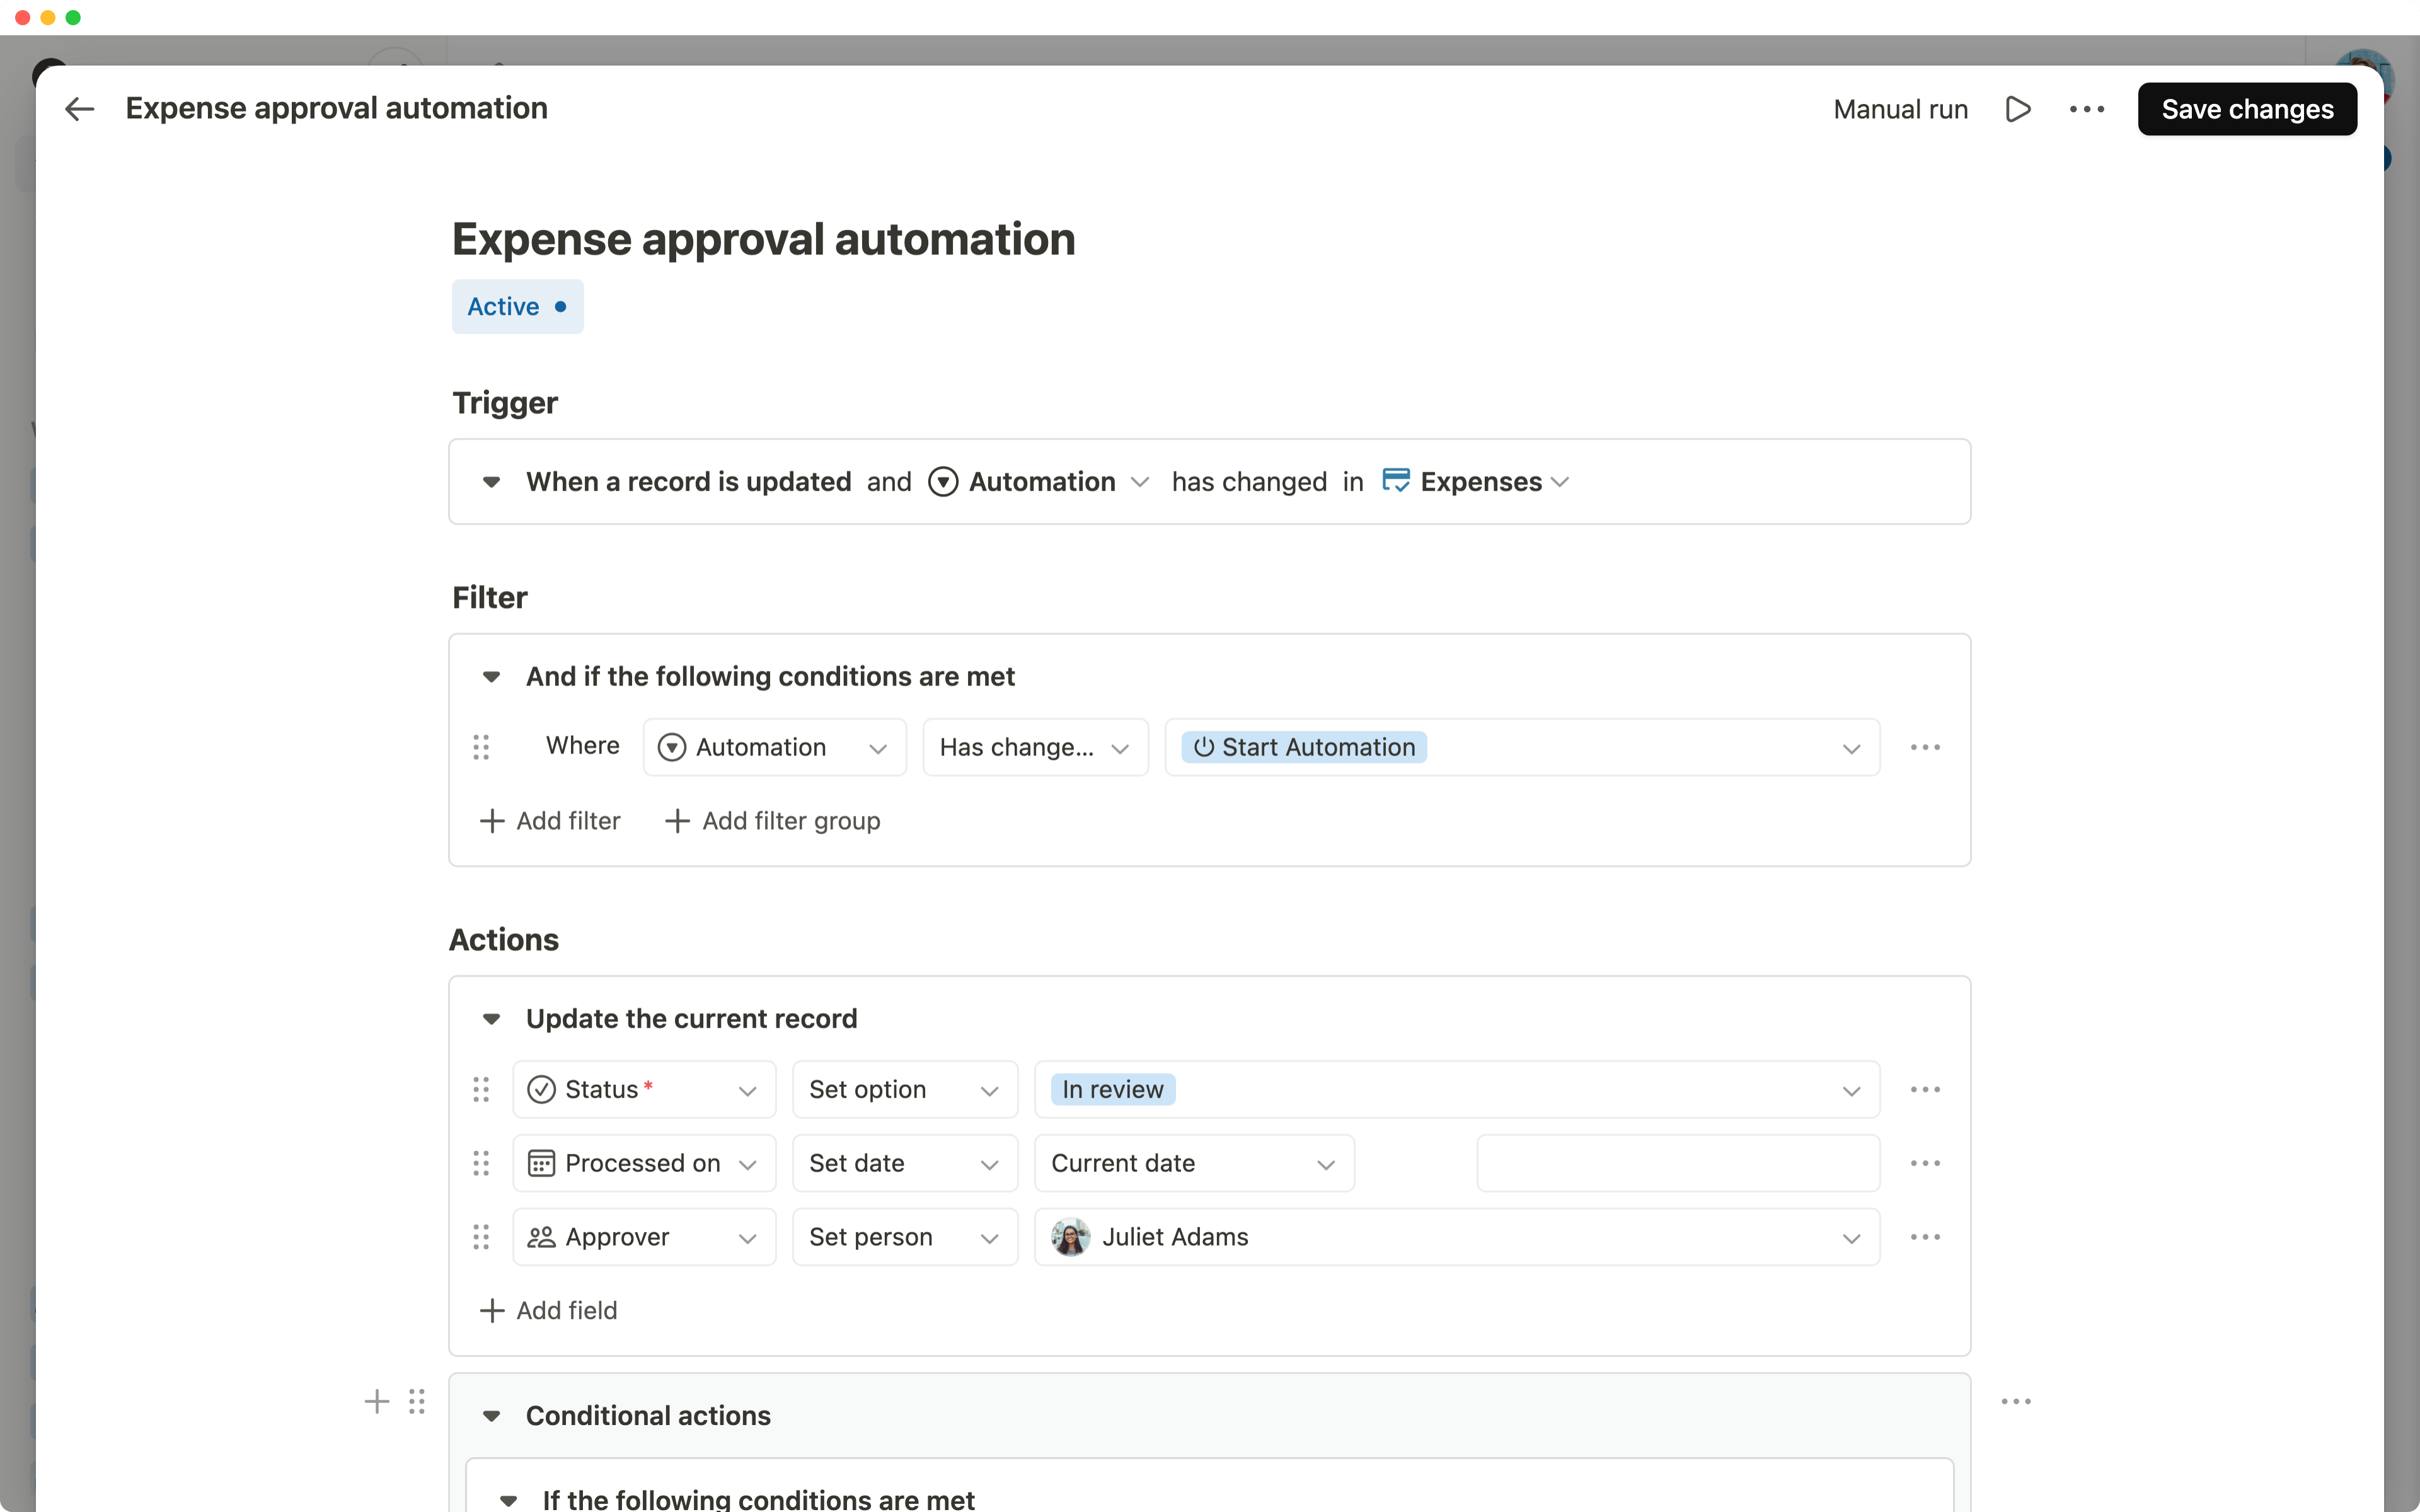 Expense approval automation
Manual run
Save changes
Expense approval automation
Active
Trigger
When a record is updated and Automation has changed in Expenses
Filter
And if the following conditions are met
Where Automation Has change... Start Automation
Add filter Add filter group
Actions
Update the current record
Status* Set option In review
Processed on Set date Current date
Approver Set person Juliet Adams
Add field
Conditional actions
If the following conditions are met